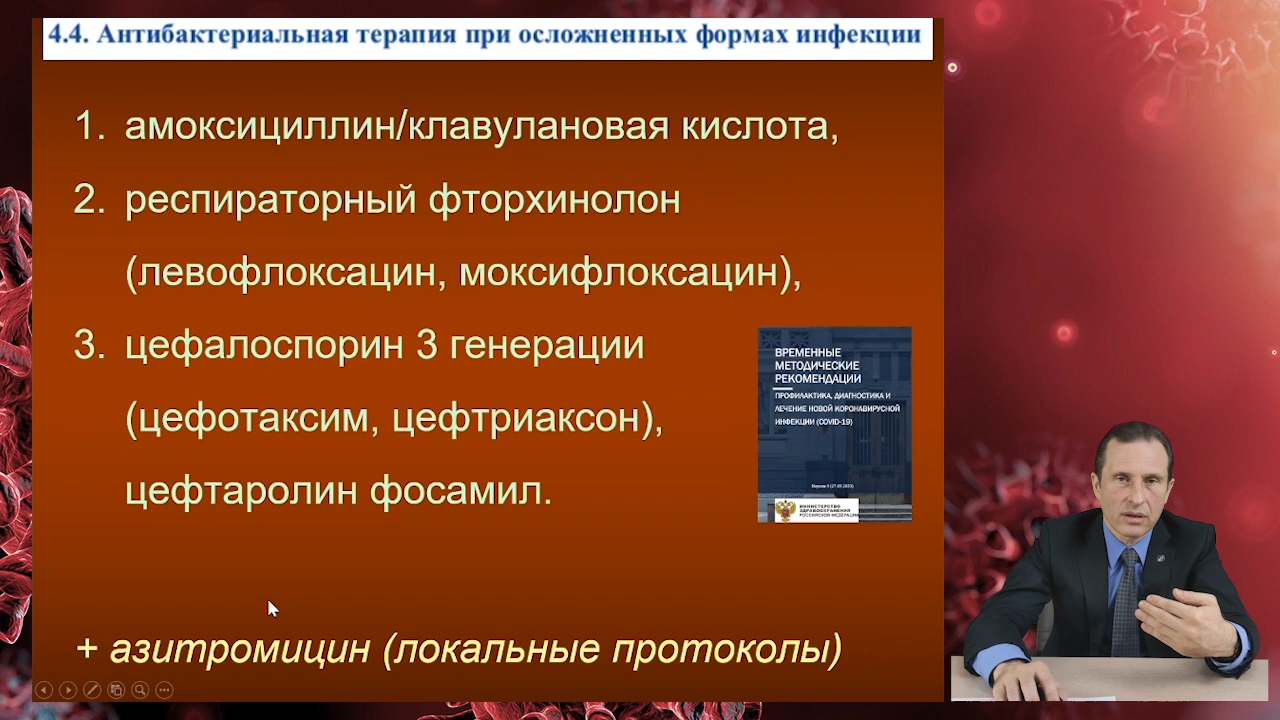 4.4. Антибактериальная терапия при осложненных формах инфекции
1. амоксициллин/клавулановая кислота,
2. респираторный фторхинолон
(левофлоксацин, моксифлоксацин),
3. цефалоспорин 3 генерации
(цефотаксим, цефтриаксон),
цефтаролин фосамил.
ВРЕМЕННЫЕ
МЕТОДИЧЕСКИЕ
РЕКОМЕНДАЦИИ
ПРОФИЛАКТИКА, ДИАГНОСТИКА И
ЛЕЧЕНИЕ НОВОЙ КОРОНАВИРУСНОЙ
ИНФЕКЦИИ (COVID-19)
МИНИСТЕРСТВО
ЗДРАВООХРАНЕНИЯ
РОССИЙСКОЙ ФЕДЕРАЦИИ
+ азитромицин (локальные протоколы)